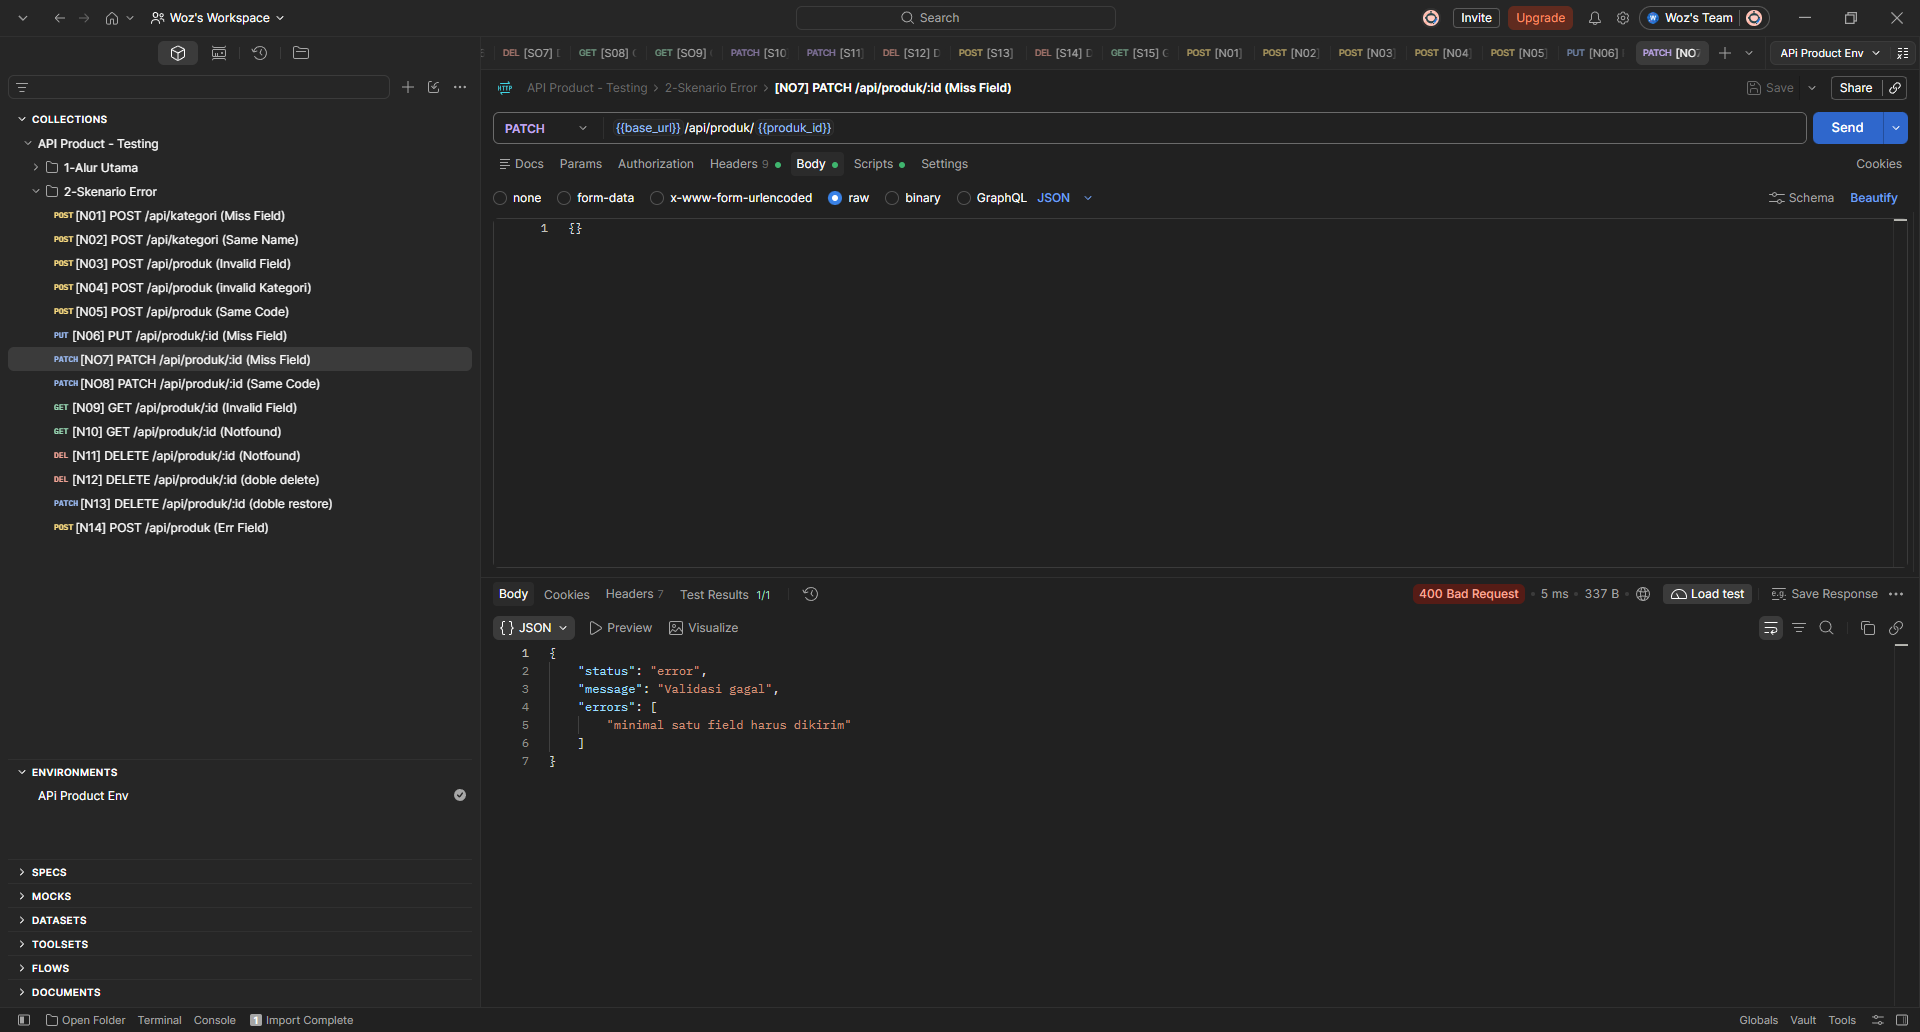 Woz's Workspace
Search
Invite
Upgrade
Woz's Team
DEL [SO7]
GET [S08]
GET [SO9]
PATCH [S10
PATCH [S11]
DEL [S12] D
POST [S13]
DEL [S14] D
GET [S15]
POST [N01]
POST [N02]
POST [N03
POST [N04
POST [N05
PUT [N06]
PATCH [NO7
APi Product Env
API Product - Testing > 2-Skenario Error > [NO7] PATCH /api/produk/:id (Miss Field)
Save
Share
COLLECTIONS
API Product - Testing
1-Alur Utama
2-Skenario Error
POST [N01] POST /api/kategori (Miss Field)
POST [N02] POST /api/kategori (Same Name)
POST [N03] POST /api/produk (Invalid Field)
POST [N04] POST /api/produk (invalid Kategori)
POST [N05] POST /api/produk (Same Code)
PUT [N06] PUT /api/produk/:id (Miss Field)
PATCH [NO7] PATCH /api/produk/:id (Miss Field)
PATCH [NO8] PATCH /api/produk/:id (Same Code)
GET [N09] GET /api/produk/:id (Invalid Field)
GET [N10] GET /api/produk/:id (Notfound)
DEL [N11] DELETE /api/produk/:id (Notfound)
DEL [N12] DELETE /api/produk/:id (doble delete)
PATCH [N13] DELETE /api/produk/:id (doble restore)
POST [N14] POST /api/produk (Err Field)
ENVIRONMENTS
APi Product Env
SPECS
MOCKS
DATASETS
TOOLSETS
FLOWS
DOCUMENTS
PATCH
{{base_url}} /api/produk/ {{produk_id}}
Send
Docs
Params
Authorization
Headers 9
Body
Scripts
Settings
Cookies
none
form-data
x-www-form-urlencoded
raw
binary
GraphQL
JSON
Schema
Beautify
1 {}
Body
Cookies
Headers 7
Test Results 1/1
400 Bad Request
5 ms
337 B
Load test
e.g. Save Response
{} JSON
Preview
Visualize
1 {
2 "status": "error",
3 "message": "Validasi gagal",
4 "errors": [
5 "minimal satu field harus dikirim"
6 ]
7 }
Open Folder
Terminal
Console
1 Import Complete
Globals
Vault
Tools